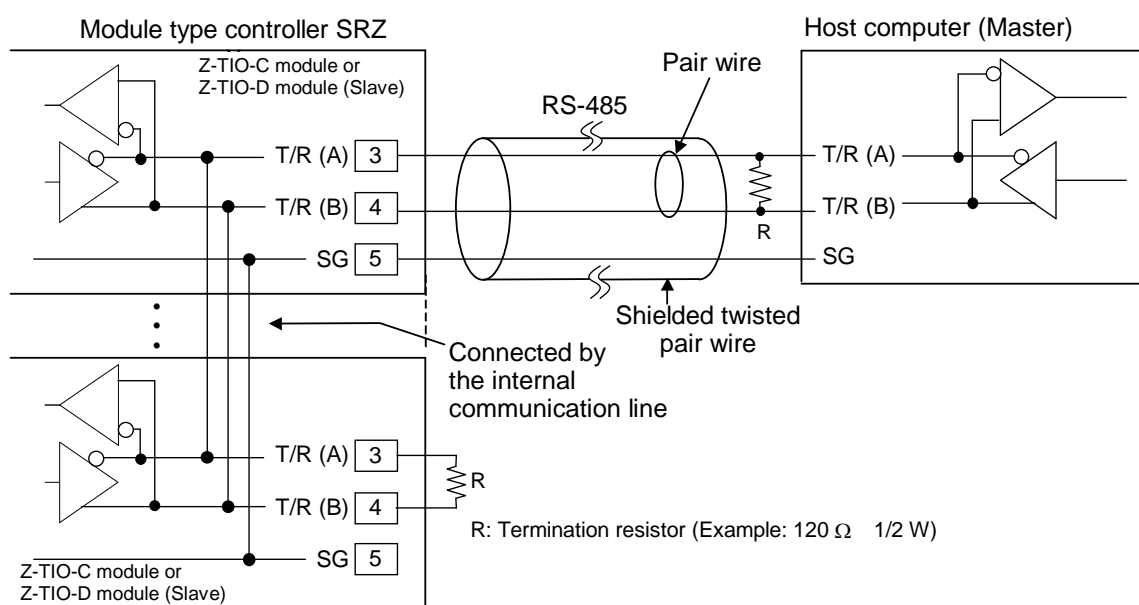 Module type controller SRZ
Host computer (Master)
Z-TIO-C module or
Z-TIO-D module (Slave)
Pair wire
RS-485
T/R (A) 3
T/R (A)
T/R (B) 4
R
T/R (B)
SG 5
SG
Shielded twisted
pair wire
Connected by
the internal
communication line
T/R (A) 3
R
T/R (B) 4
R: Termination resistor (Example: 120 Ω 1/2 W)
SG 5
Z-TIO-C module or
Z-TIO-D module (Slave)